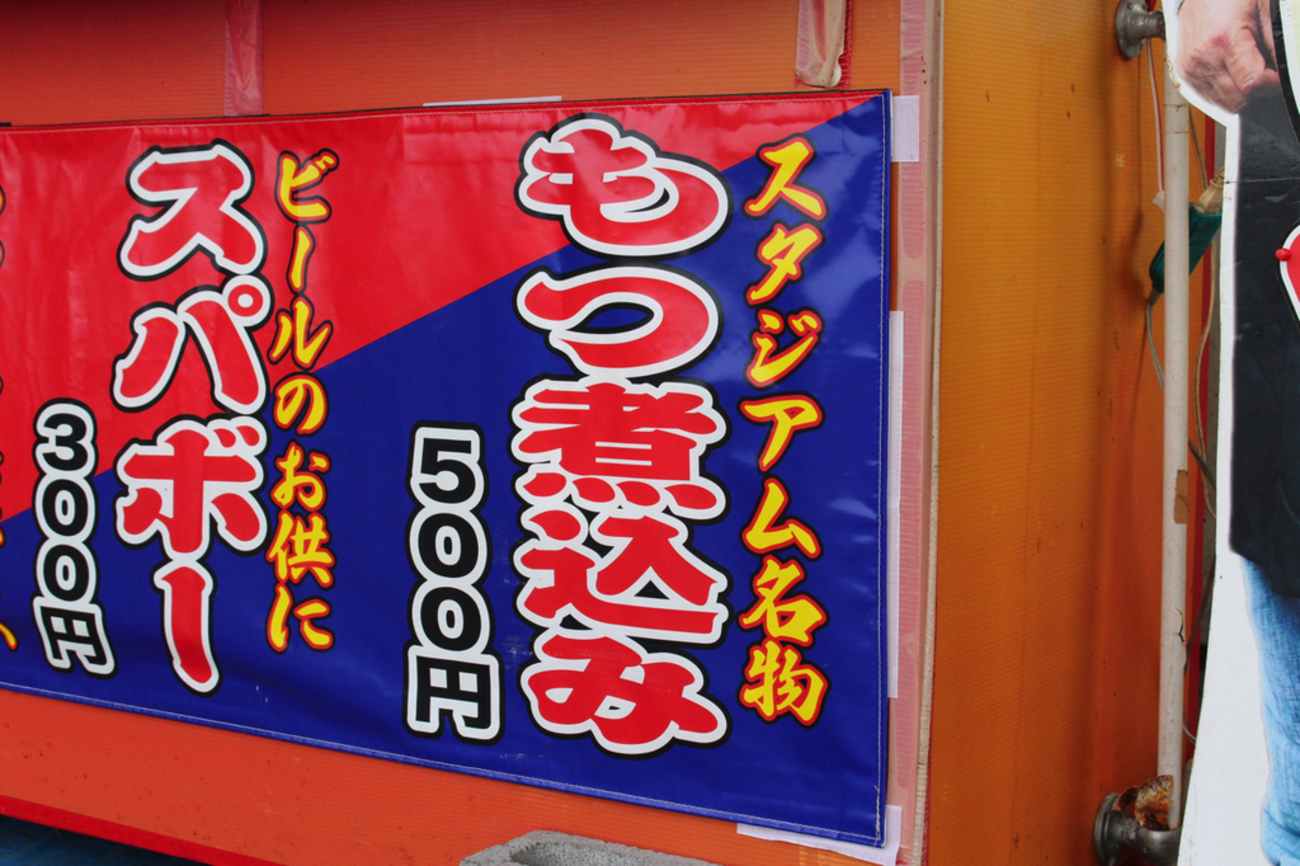 スタジアム名物
もつ煮込み
500円
ビールのお供に
スパボー
300円